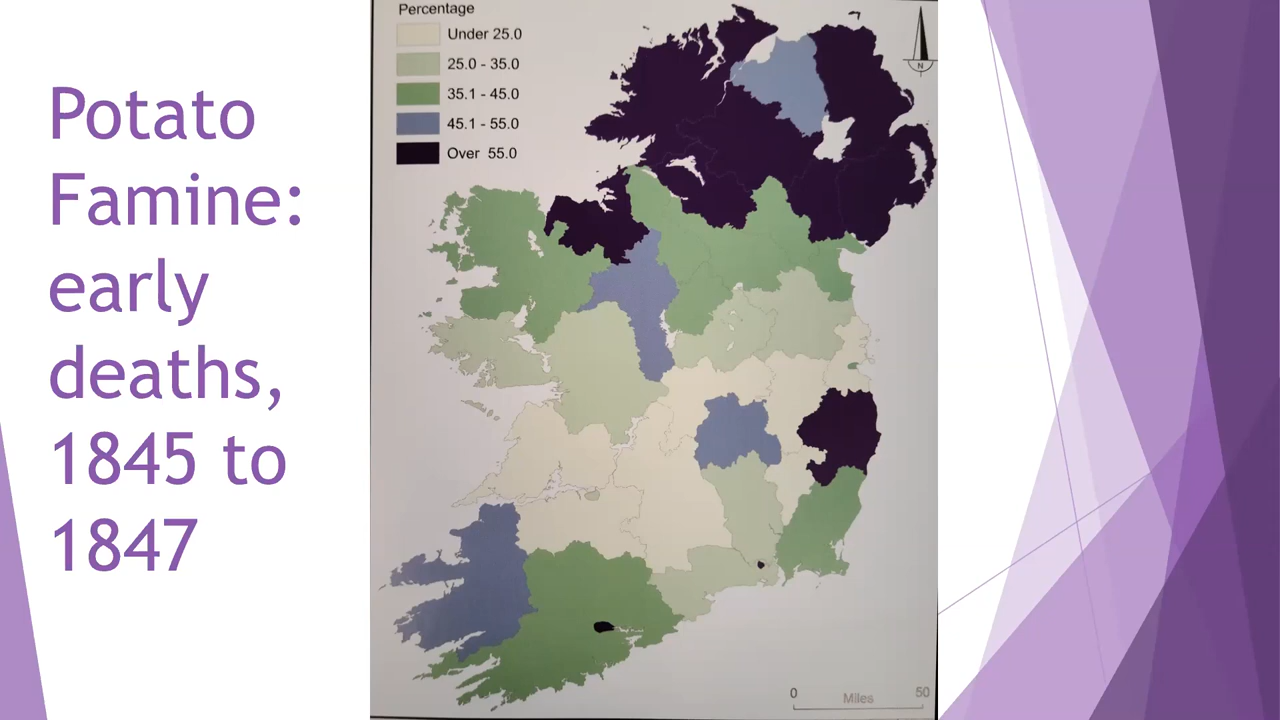 Potato
Famine:
early
deaths,
1845 to
1847
Percentage
Under 25.0
25.0 - 35.0
35.1 - 45.0
45.1 - 55.0
Over 55.0
N
0 Miles 50